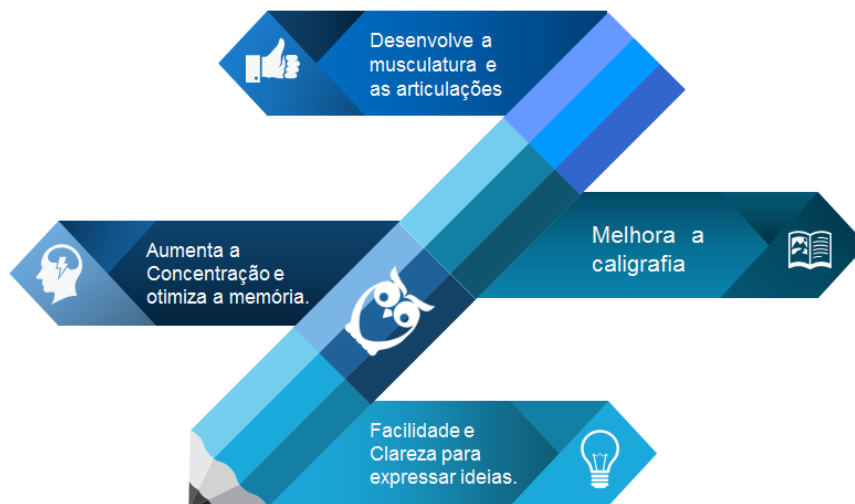 Desenvolve a
musculatura e
as articulações
Aumenta a
Concentração e
otimiza a memória.
Melhora a
caligrafia
Facilidade e
Clareza para
expressar ideias.